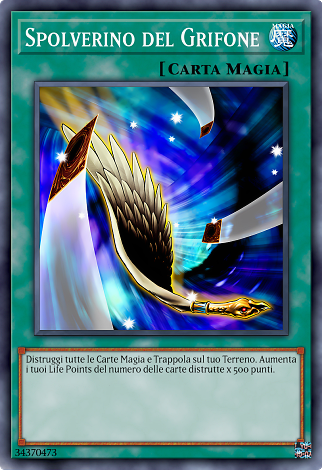 Spolverino del Grifone
MAGIA
[Carta Magia]
Distruggi tutte le Carte Magia e Trappola sul tuo Terreno. Aumenta
i tuoi Life Points del numero delle carte distrutte x 500 punti.
34370473